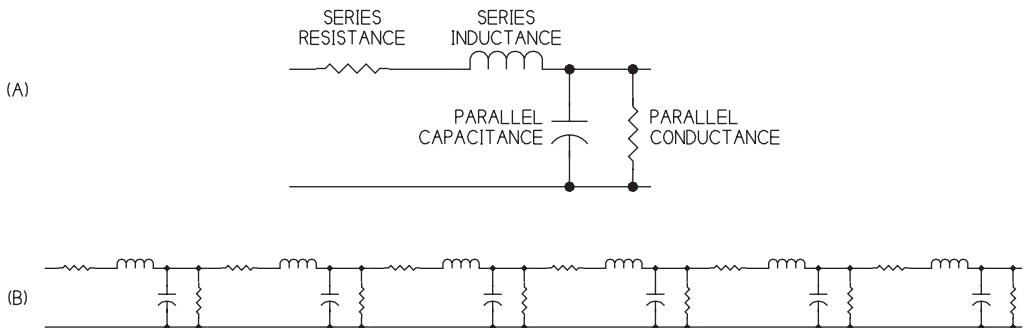 SERIES
RESISTANCE
SERIES
INDUCTANCE
(A)
PARALLEL
CAPACITANCE
PARALLEL
CONDUCTANCE
(B)